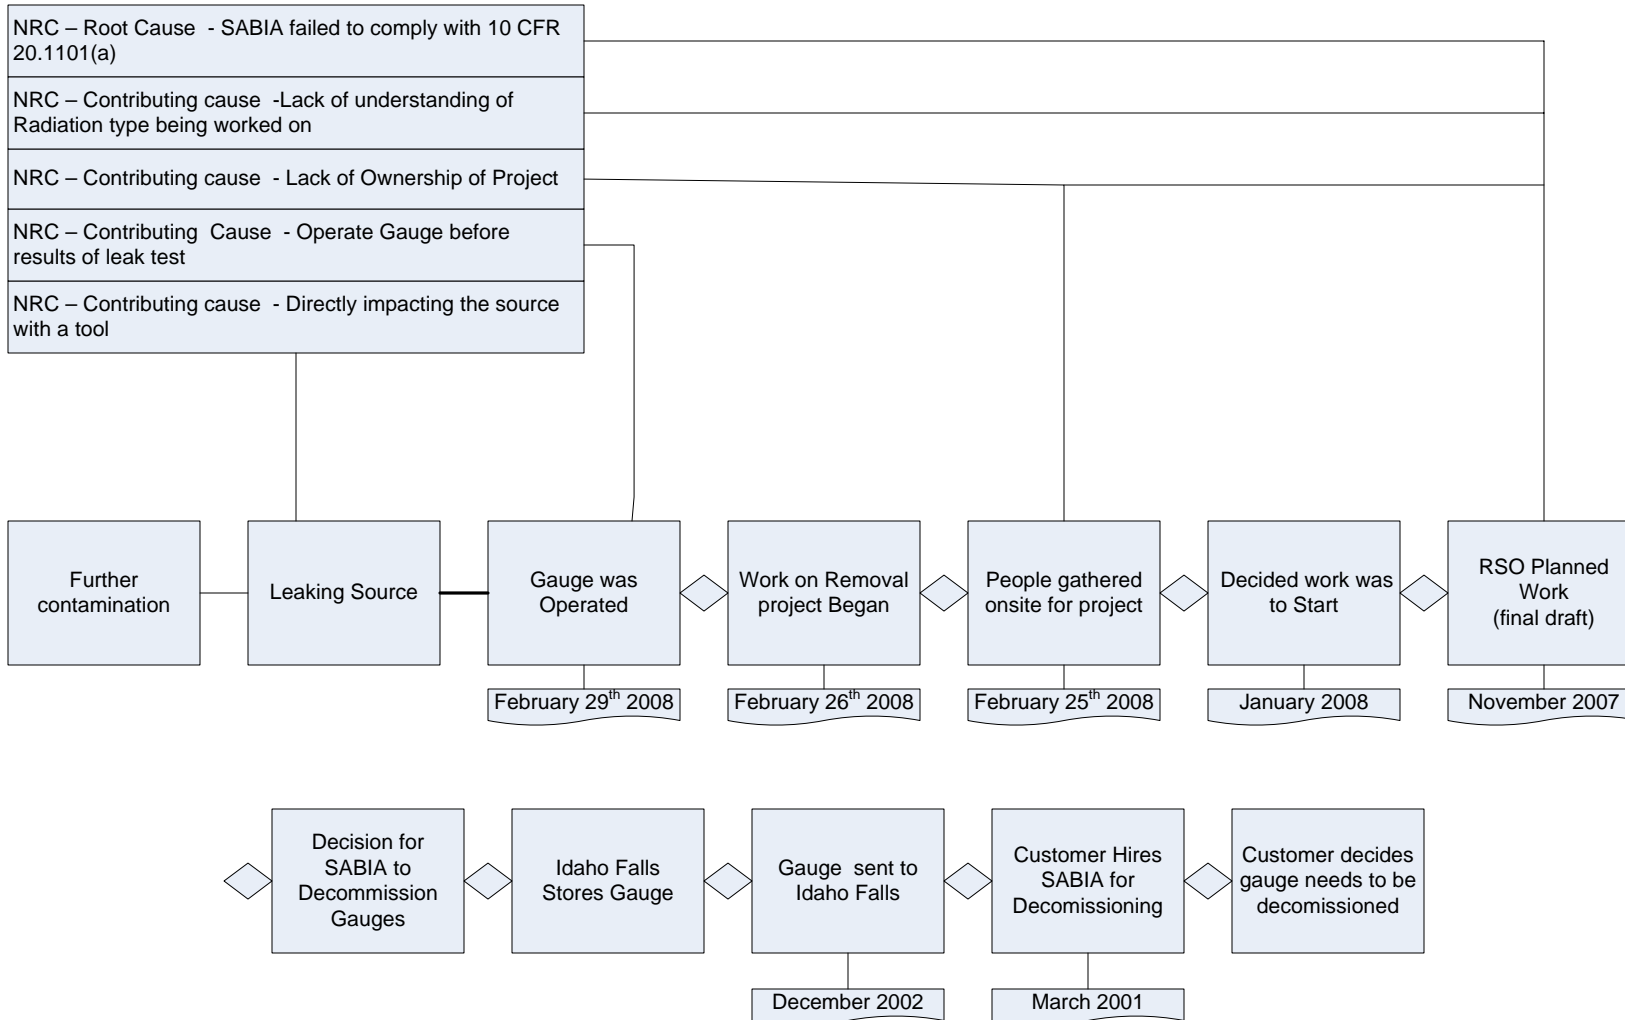 NRC – Root Cause  - SABIA failed to comply with 10 CFR
20.1101(a)
NRC – Contributing cause  -Lack of understanding of
Radiation type being worked on
NRC – Contributing cause  - Lack of Ownership of Project
NRC – Contributing  Cause  - Operate Gauge before
results of leak test
NRC – Contributing cause  - Directly impacting the source
with a tool
Further
contamination
Leaking Source
Gauge was
Operated
Work on Removal
project Began
People gathered
onsite for project
Decided work was
to Start
RSO Planned
Work
(final draft)
February 29th 2008
February 26th 2008
February 25th 2008
January 2008
November 2007
Decision for
SABIA to
Decommission
Gauges
Idaho Falls
Stores Gauge
Gauge  sent to
Idaho Falls
Customer Hires
SABIA for
Decomissioning
Customer decides
gauge needs to be
decomissioned
December 2002
March 2001